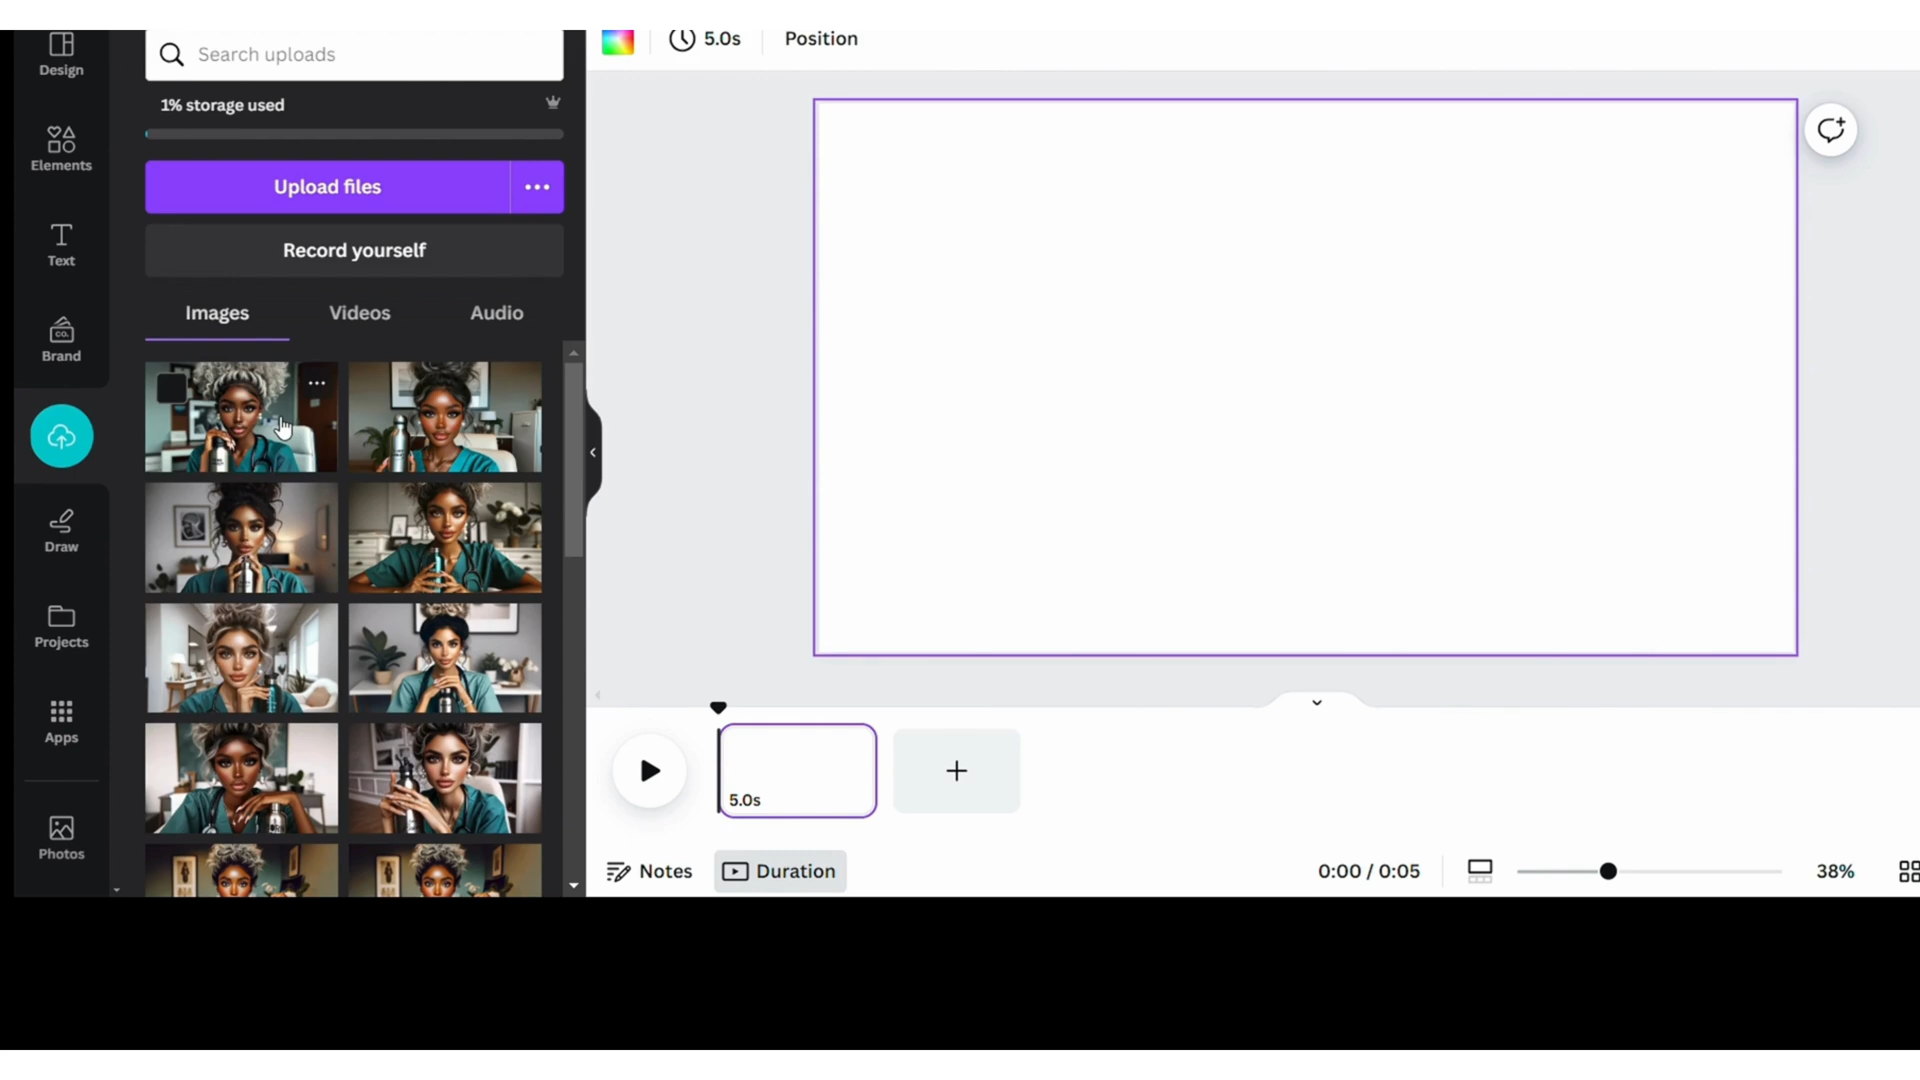 Design
Elements
Text
CO.
Brand
Draw
Projects
Apps
Photos
Search uploads
1% storage used
Upload files
Record yourself
Images
Videos
Audio
5.0s
Position
5.0s
Notes
Duration
0:00 / 0:05
38%